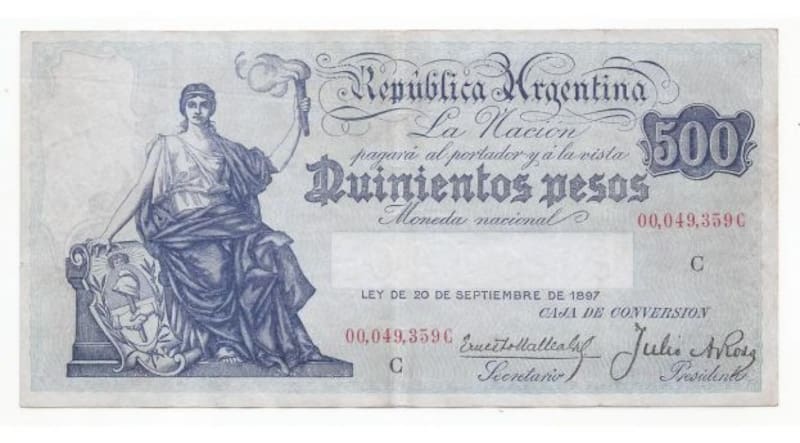 República Argentina
La Nación
500
pagará al portador y á la vista
Quinientos pesos
Moneda nacional
00,049,359C
C
LEY DE 20 DE SEPTIEMBRE DE 1897
CAJA DE CONVERSION
00,049,359C
C
Secretario
Presidente